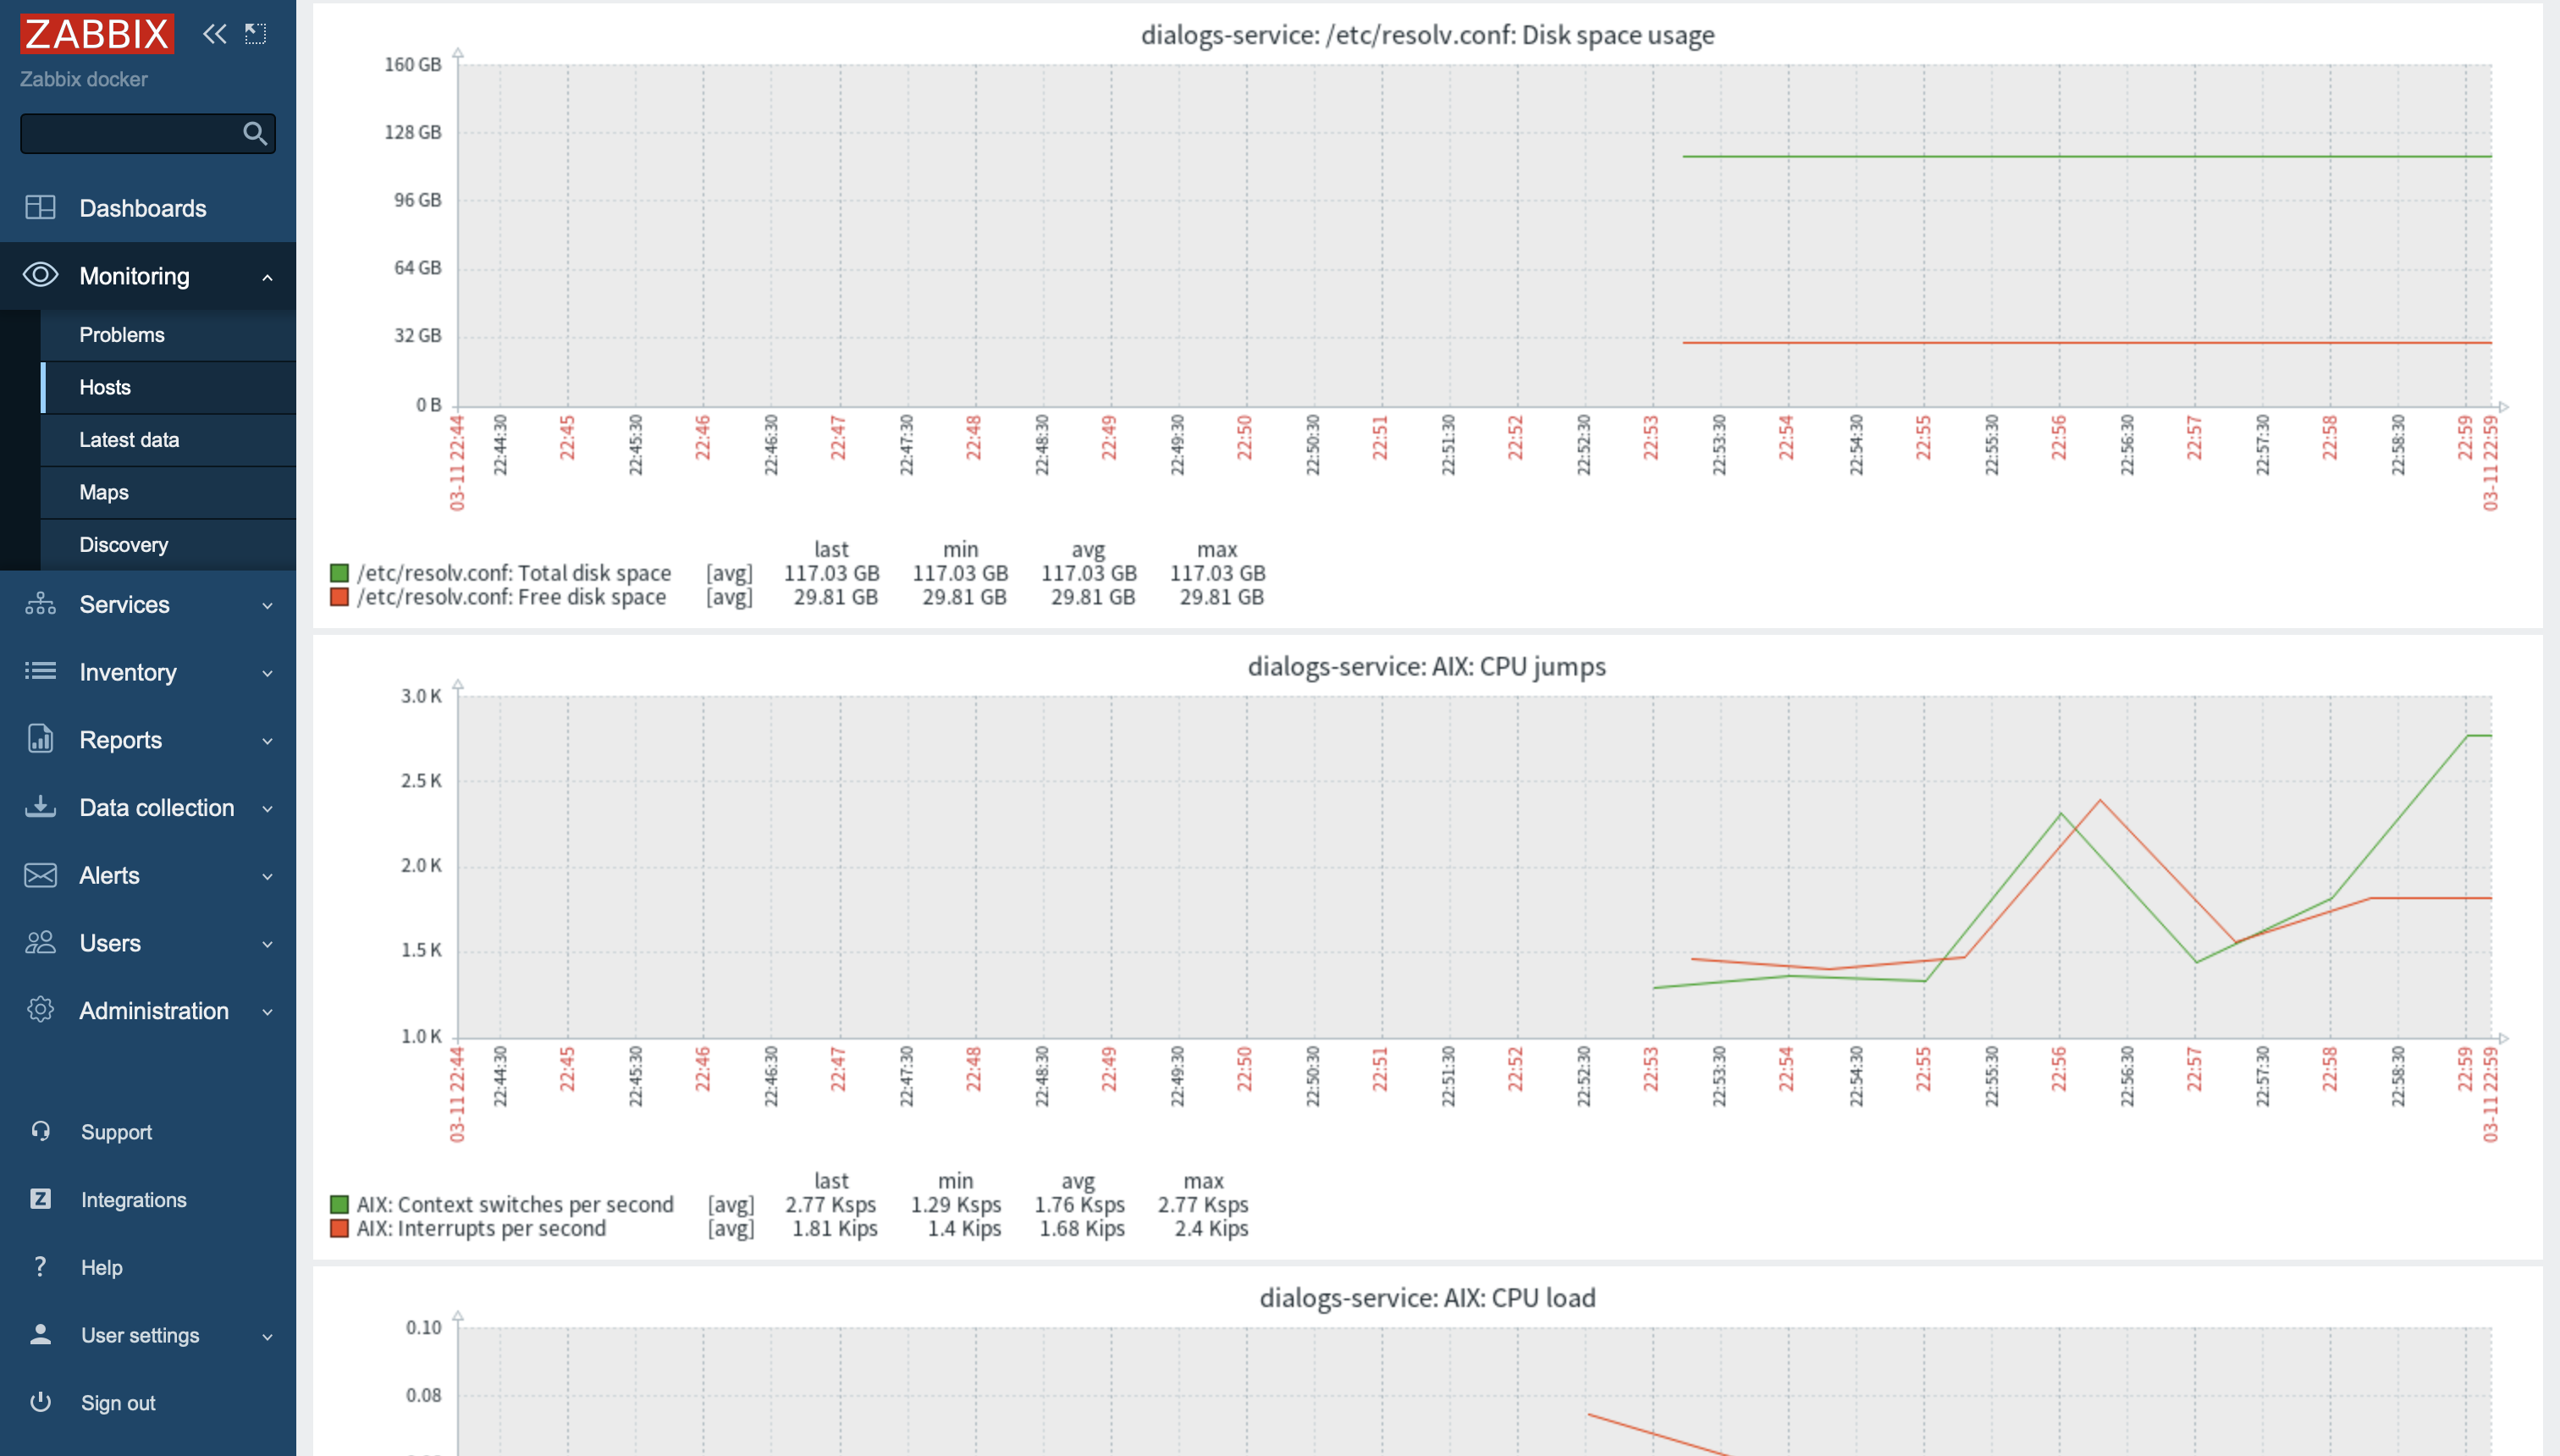 ZABBIX
Zabbix docker
Dashboards
Monitoring
Problems
Hosts
Latest data
Maps
Discovery
Services
Inventory
Reports
Data collection
Alerts
Users
Administration
Support
Z Integrations
? Help
User settings
Sign out
dialogs-service: /etc/resolv.conf: Disk space usage
160 GB
128 GB
96 GB
64 GB
32 GB
0 B
03-11 22:44 22:44:30 22:45 22:45:30 22:46 22:46:30 22:47 22:47:30 22:48 22:48:30 22:49 22:49:30 22:50 22:50:30 22:51 22:51:30 22:52 22:52:30 22:53 22:53:30 22:54 22:54:30 22:55 22:55:30 22:56 22:56:30 22:57 22:57:30 22:58 22:58:30 22:59 03-11 22:59
last min avg max
/etc/resolv.conf: Total disk space [avg] 117.03 GB 117.03 GB 117.03 GB 117.03 GB
/etc/resolv.conf: Free disk space [avg] 29.81 GB 29.81 GB 29.81 GB 29.81 GB
dialogs-service: AIX: CPU jumps
3.0 K
2.5 K
2.0 K
1.5 K
1.0 K
03-11 22:44 22:44:30 22:45 22:45:30 22:46 22:46:30 22:47 22:47:30 22:48 22:48:30 22:49 22:49:30 22:50 22:50:30 22:51 22:51:30 22:52 22:52:30 22:53 22:53:30 22:54 22:54:30 22:55 22:55:30 22:56 22:56:30 22:57 22:57:30 22:58 22:58:30 22:59 03-11 22:59
last min avg max
AIX: Context switches per second [avg] 2.77 Ksps 1.29 Ksps 1.76 Ksps 2.77 Ksps
AIX: Interrupts per second [avg] 1.81 Kips 1.4 Kips 1.68 Kips 2.4 Kips
dialogs-service: AIX: CPU load
0.10
0.08